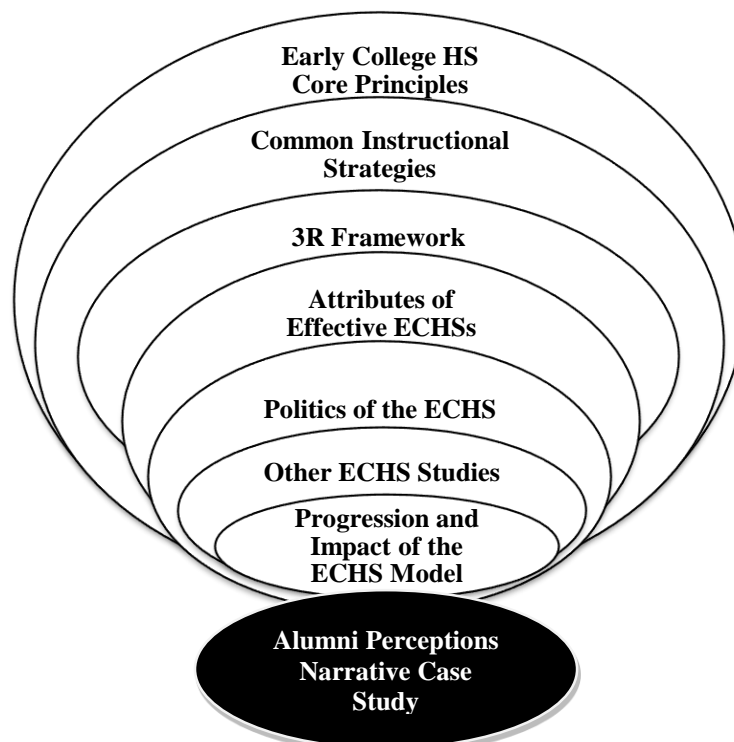 Early College HS
Core Principles
Common Instructional
Strategies
3R Framework
Attributes of
Effective ECHSs
Politics of the ECHS
Other ECHS Studies
Progression and
Impact of the
ECHS Model
Alumni Perceptions
Narrative Case
Study